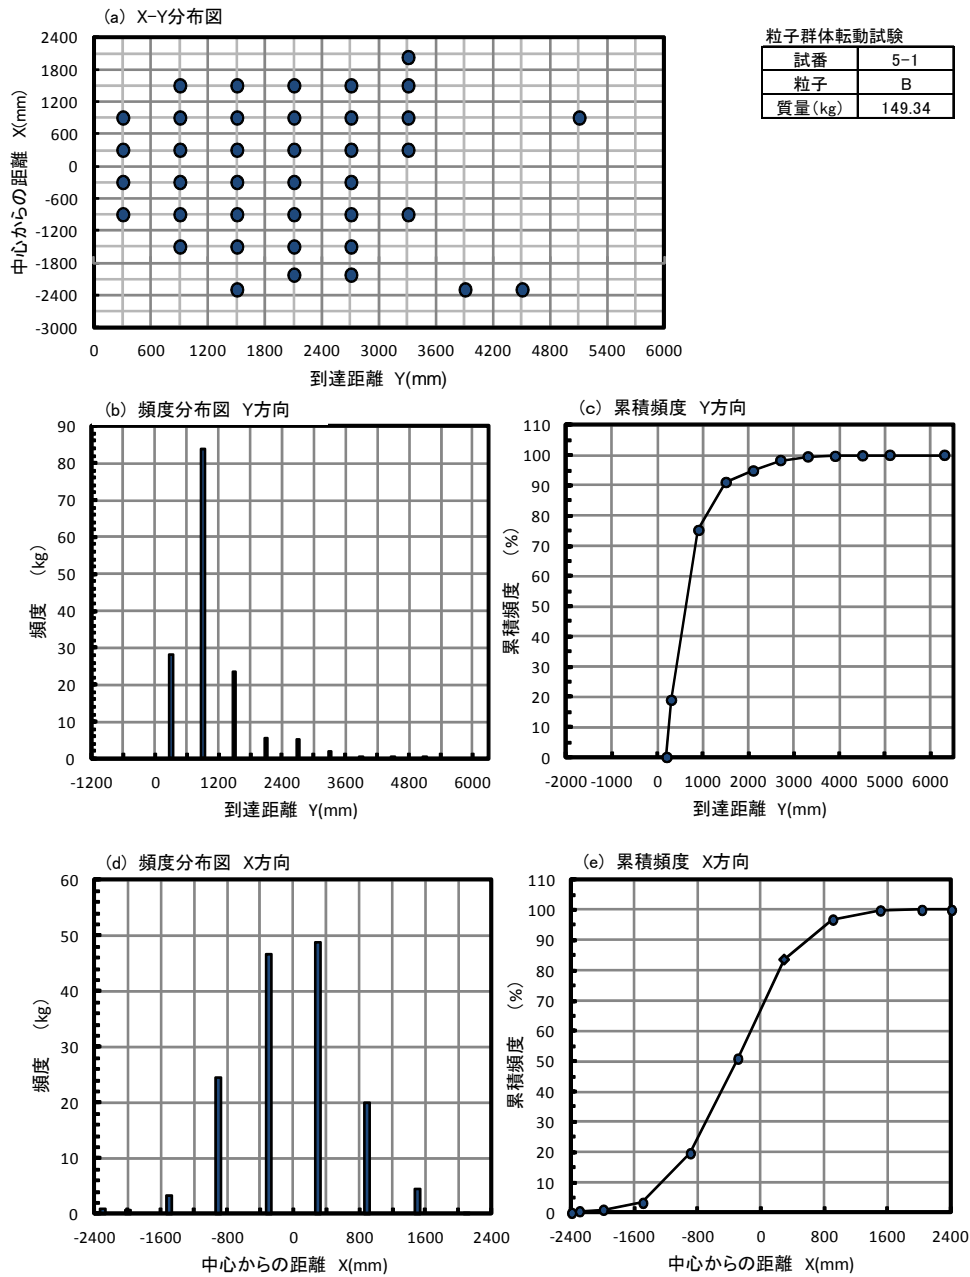 (a) X-Y分布図
2400
1800
1200
600
0
-600
-1200
-1800
-2400
-3000
中心からの距離 X(mm)
0 600 1200 1800 2400 3000 3600 4200 4800 5400 6000
到達距離 Y(mm)
粒子群体転動試験
試番 5-1
粒子 B
質量(kg) 149.34
(b) 頻度分布図 Y方向
90
80
70
60
50
40
30
20
10
0
頻度 (kg)
-1200 0 1200 2400 3600 4800 6000
到達距離 Y(mm)
(c) 累積頻度 Y方向
110
100
90
80
70
60
50
40
30
20
10
0
累積頻度 (%)
-2000 -1000 0 1000 2000 3000 4000 5000 6000
到達距離 Y(mm)
(d) 頻度分布図 X方向
60
50
40
30
20
10
0
頻度 (kg)
-2400 -1600 -800 0 800 1600 2400
中心からの距離 X(mm)
(e) 累積頻度 X方向
110
100
90
80
70
60
50
40
30
20
10
0
累積頻度 (%)
-2400 -1600 -800 0 800 1600 2400
中心からの距離 X(mm)